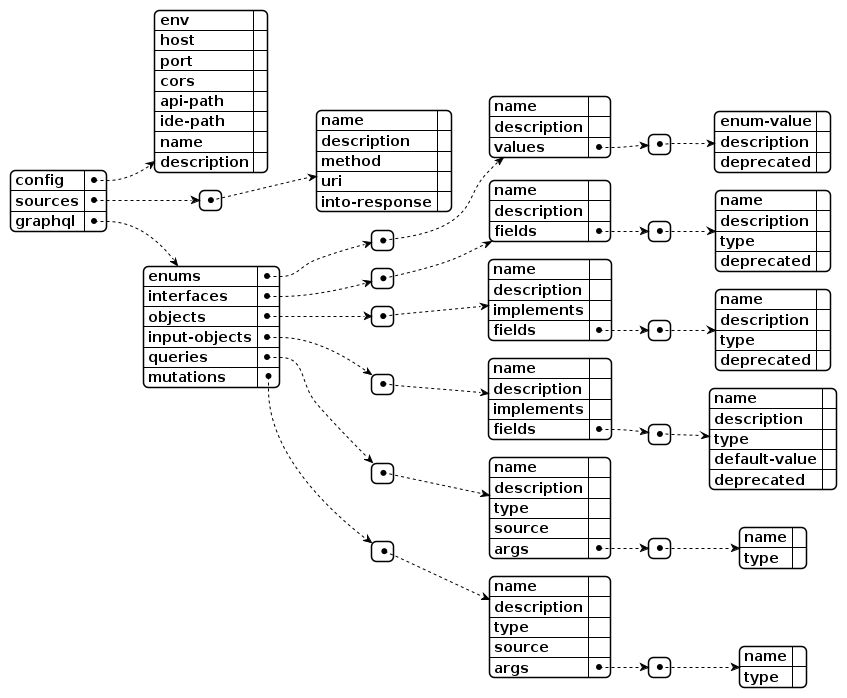 config
sources
graphql
env
host
port
cors
api-path
ide-path
name
description
name
description
method
uri
into-response
enums
interfaces
objects
input-objects
queries
mutations
name
description
values
enum-value
description
deprecated
name
description
fields
name
description
type
deprecated
name
description
implements
fields
name
description
type
deprecated
name
description
implements
fields
name
description
type
default-value
deprecated
name
description
type
source
args
name
type
name
description
type
source
args
name
type